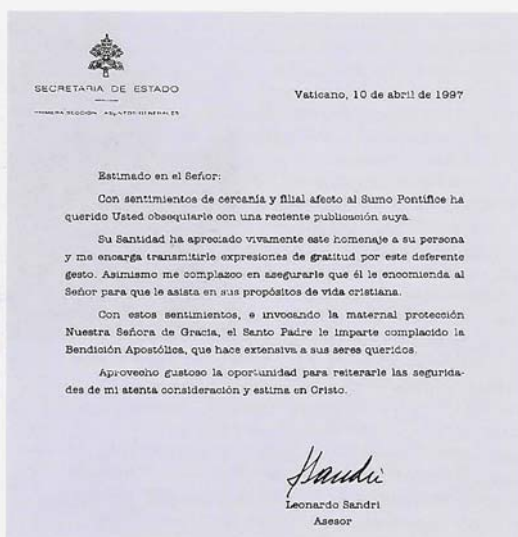 SECRETARIA DE ESTADO
PRIMERA SECCION - ASUNTOS GENERALES
Vaticano, 10 de abril de 1997
Estimado en el Señor:
Con sentimientos de cercanía y filial afecto al Sumo Pontífice ha
querido Usted obsequiarle con una reciente publicación suya.
Su Santidad ha apreciado vivamente este homenaje a su persona
y me encarga transmitirle expresiones de gratitud por este deferente
gesto. Asimismo me complazco en asegurarle que él le encomienda al
Señor para que le asista en sus propósitos de vida cristiana.
Con estos sentimientos, e invocando la maternal protección
Nuestra Señora de Gracia, el Santo Padre le imparte complacido la
Bendición Apostólica, que hace extensiva a sus seres queridos.
Aprovecho gustoso la oportunidad para reiterarle las segurida-
des de mi atenta consideración y estima en Cristo.
Sandri
Leonardo Sandri
Asesor